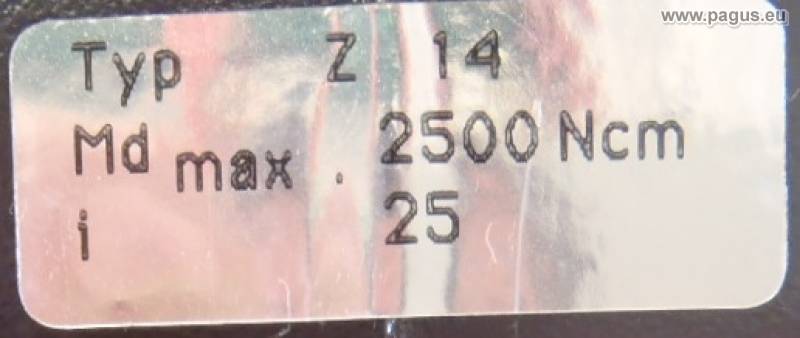 www.pagus.eu
Typ Z 14
Md max. 2500 Ncm
i 25